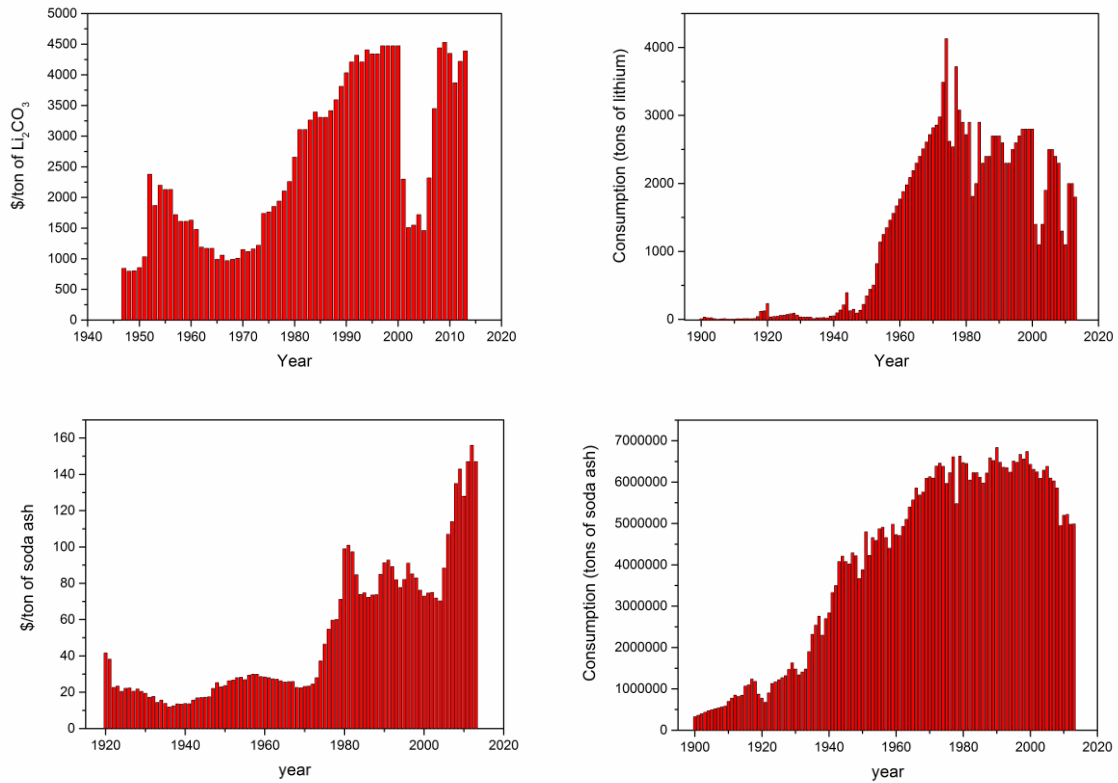 5000
4500
4000
3500
3000
2500
2000
1500
1000
500
0
$/ton of Li₂CO₃
1940 1950 1960 1970 1980 1990 2000 2010 2020
Year
4000
3000
2000
1000
0
Consumption (tons of lithium)
1900 1920 1940 1960 1980 2000 2020
Year
160
140
120
100
80
60
40
20
0
$/ton of soda ash
1920 1940 1960 1980 2000 2020
year
7000000
6000000
5000000
4000000
3000000
2000000
1000000
0
Consumption (tons of soda ash)
1900 1920 1940 1960 1980 2000 2020
year